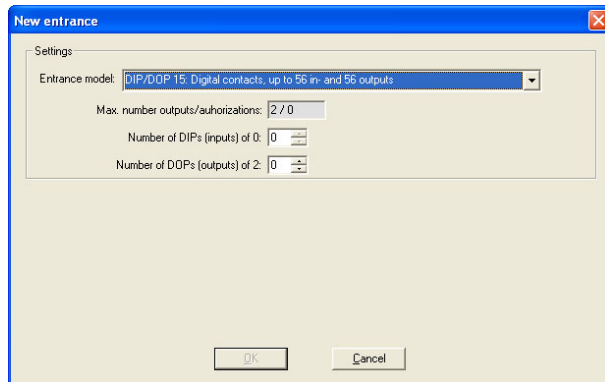 New entrance
Settings
Entrance model: DIP/DOP 15: Digital contacts, up to 56 in- and 56 outputs
Max. number outputs/auhorizations: 2 / 0
Number of DIPs (inputs) of 0: 0
Number of DOPs (outputs) of 2: 0
OK Cancel